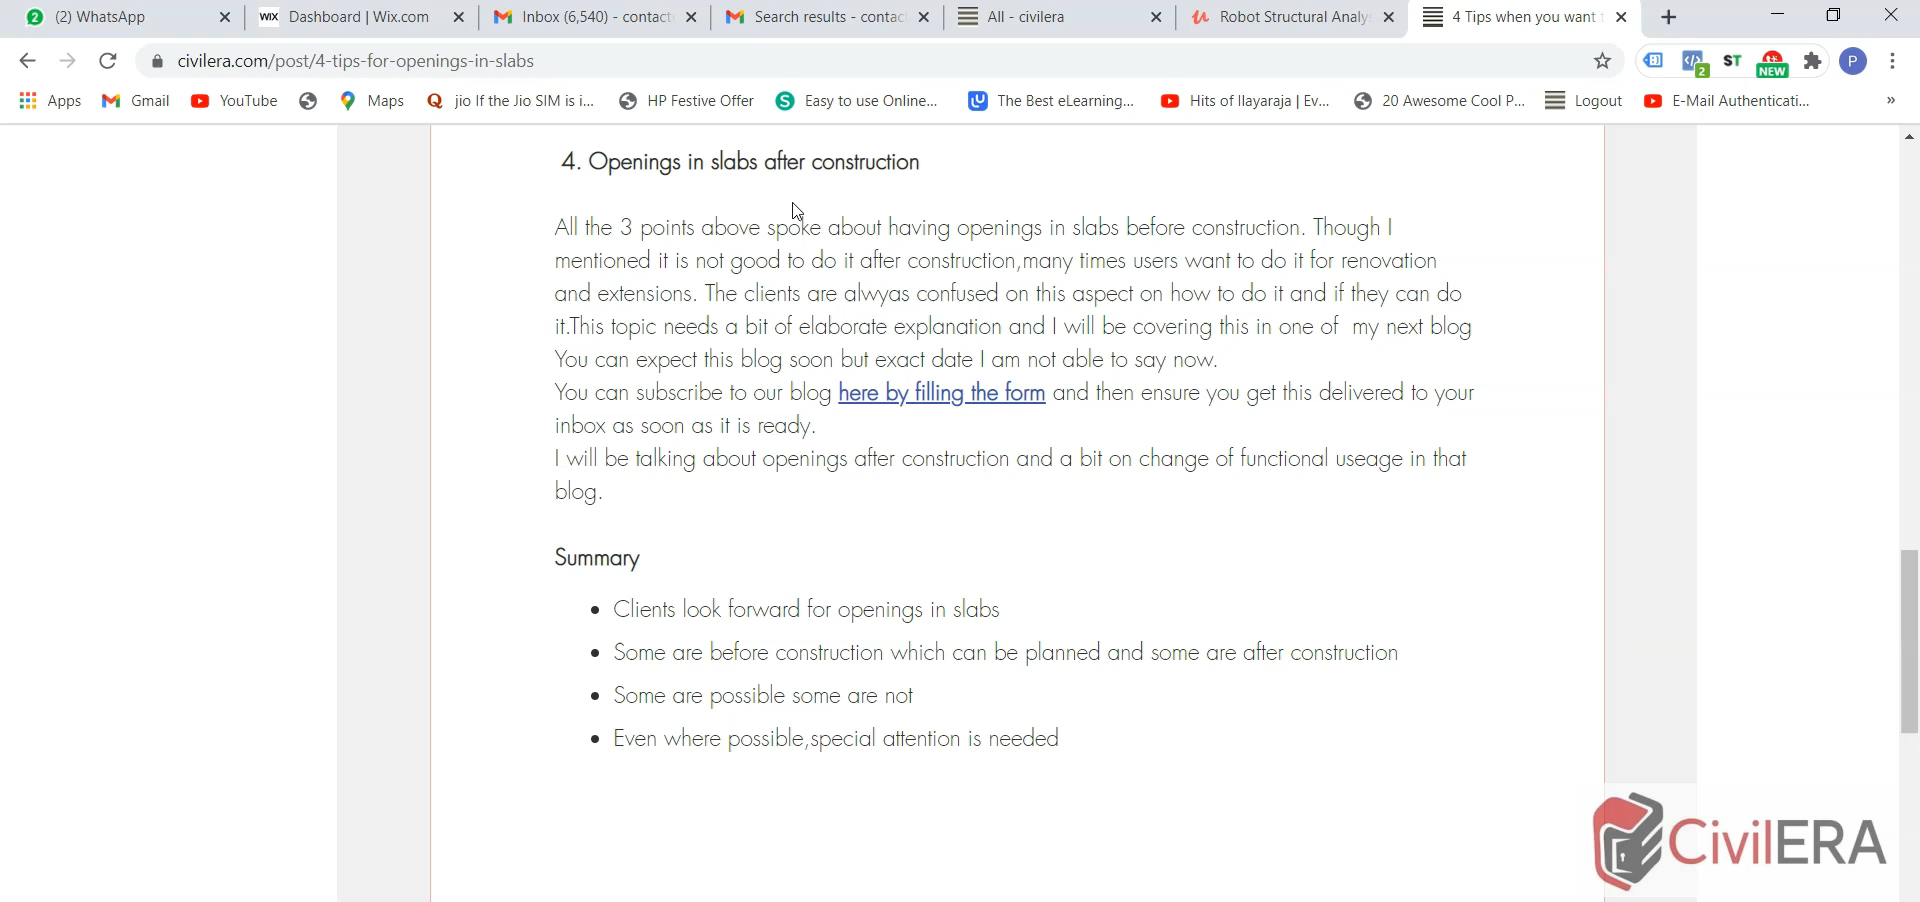 (2) WhatsApp
WIX Dashboard | Wix.com
Inbox (6,540) - contact
Search results - contac
All - civilera
Robot Structural Analy
4 Tips when you want
civilera.com/post/4-tips-for-openings-in-slabs
2
ST
NEW
P
Apps
Gmail
YouTube
Maps
jio If the Jio SIM is i...
HP Festive Offer
Easy to use Online...
The Best eLearning...
Hits of Ilayaraja | Ev...
20 Awesome Cool P...
Logout
E-Mail Authenticati...
»
4. Openings in slabs after construction
All the 3 points above spoke about having openings in slabs before construction. Though I
mentioned it is not good to do it after construction,many times users want to do it for renovation
and extensions. The clients are alwyas confused on this aspect on how to do it and if they can do
it.This topic needs a bit of elaborate explanation and I will be covering this in one of my next blog
You can expect this blog soon but exact date I am not able to say now.
You can subscribe to our blog here by filling the form and then ensure you get this delivered to your
inbox as soon as it is ready.
I will be talking about openings after construction and a bit on change of functional useage in that
blog.
Summary
• Clients look forward for openings in slabs
• Some are before construction which can be planned and some are after construction
• Some are possible some are not
• Even where possible,special attention is needed
CivilERA